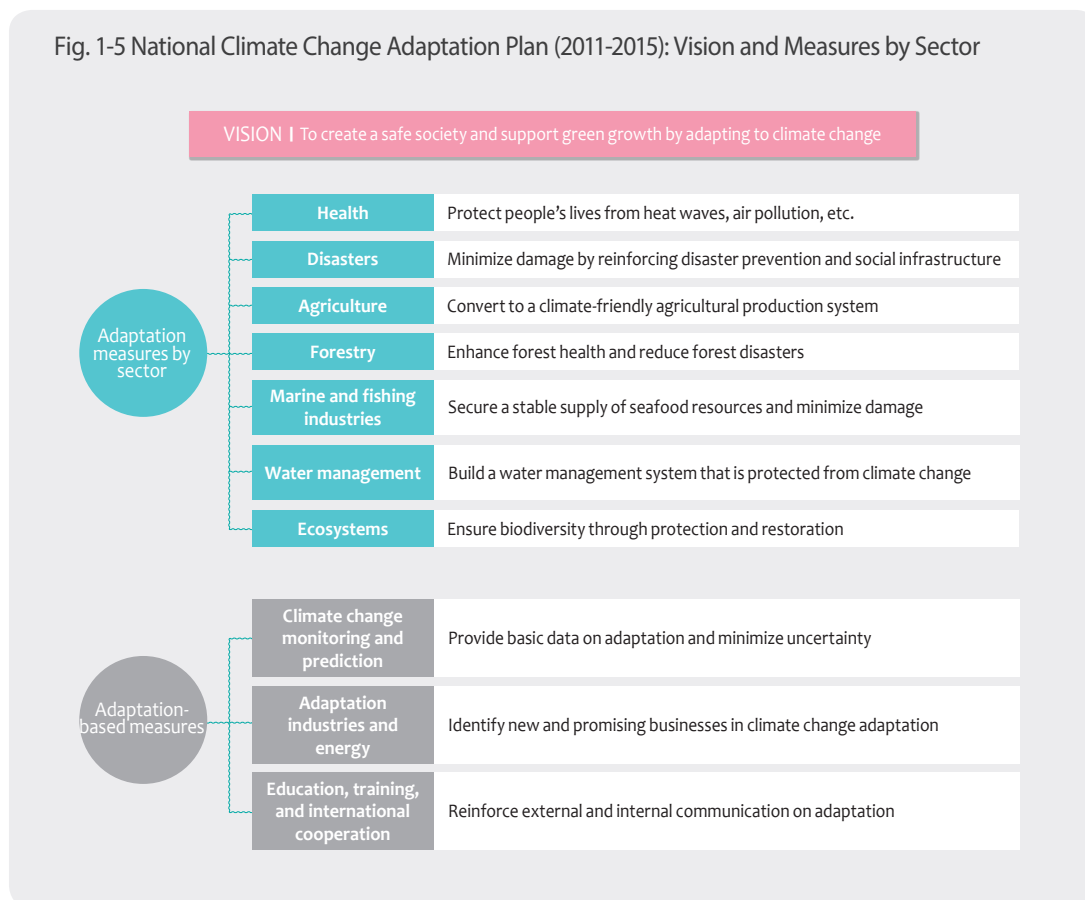 Fig. 1-5 National Climate Change Adaptation Plan (2011-2015): Vision and Measures by Sector
VISION I To create a safe society and support green growth by adapting to climate change
Adaptation
measures by
sector
Health
Protect people's lives from heat waves, air pollution, etc.
Disasters
Minimize damage by reinforcing disaster prevention and social infrastructure
Agriculture
Convert to a climate-friendly agricultural production system
Forestry
Enhance forest health and reduce forest disasters
Marine and fishing
industries
Secure a stable supply of seafood resources and minimize damage
Water management
Build a water management system that is protected from climate change
Ecosystems
Ensure biodiversity through protection and restoration
Adaptation-
based measures
Climate change
monitoring and
prediction
Provide basic data on adaptation and minimize uncertainty
Adaptation
industries and
energy
Identify new and promising businesses in climate change adaptation
Education, training,
and international
cooperation
Reinforce external and internal communication on adaptation